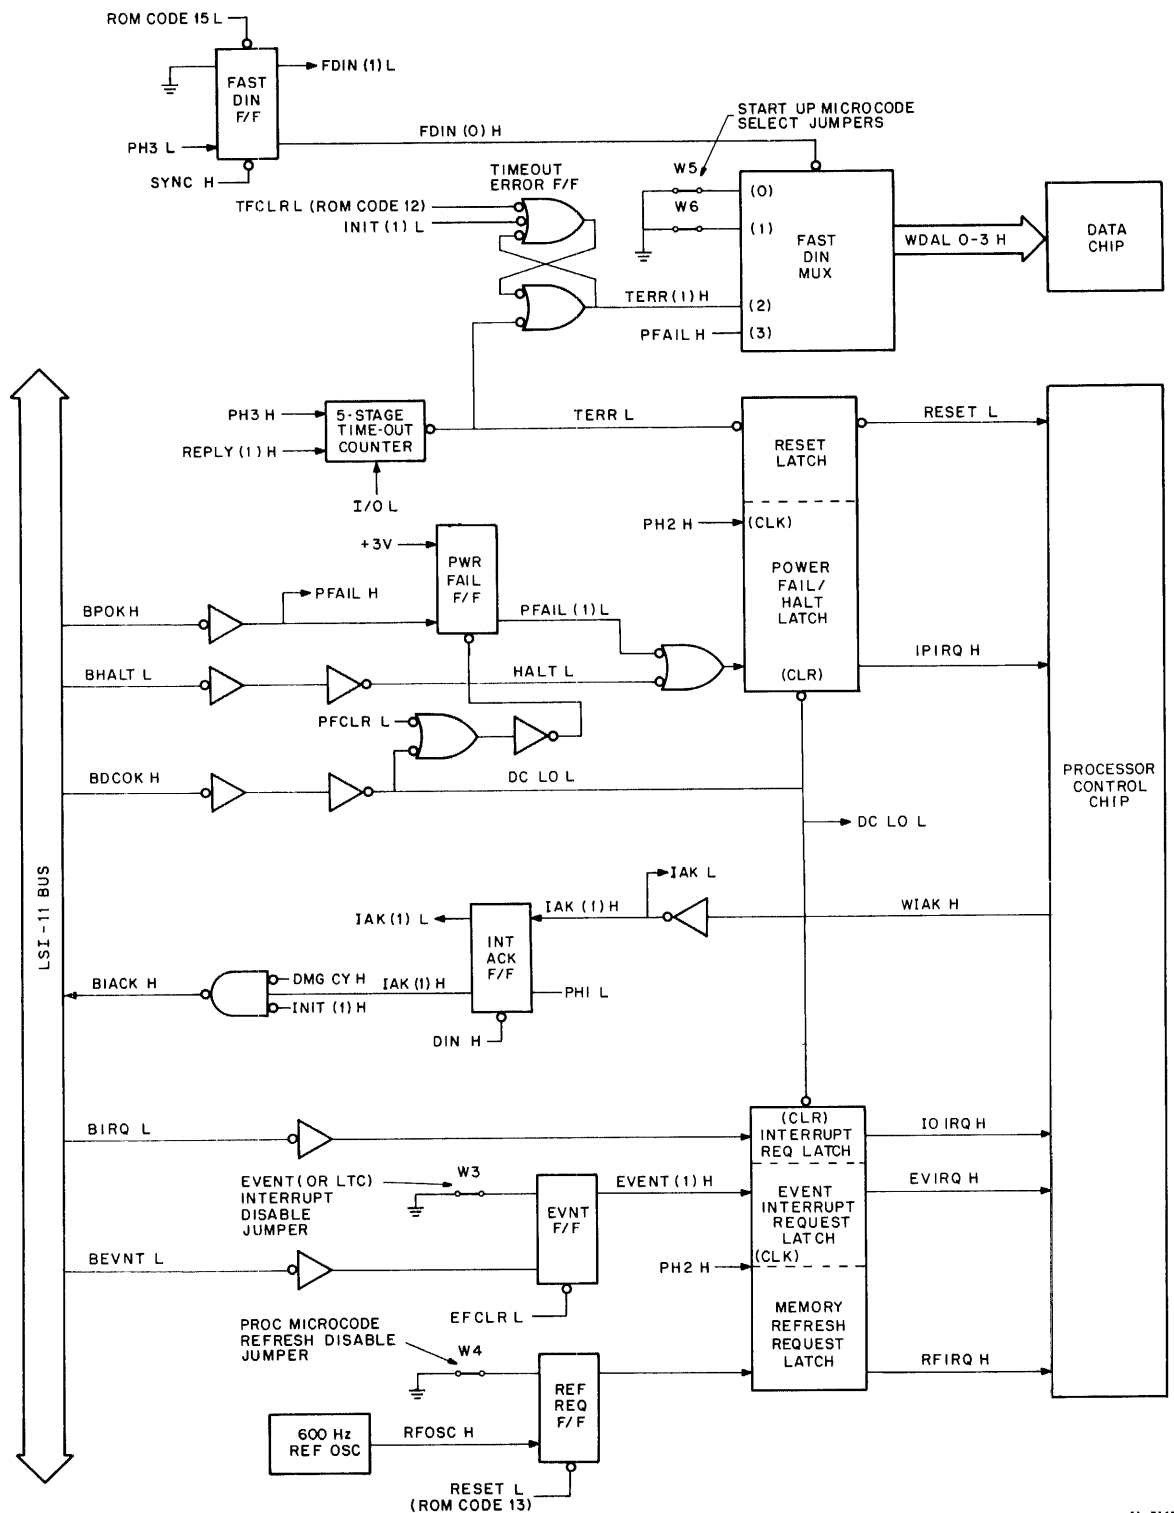 ROM CODE 15 L
FAST
DIN
F/F
FDIN (1) L
PH3 L
SYNC H
FDIN (0) H
START UP MICROCODE
SELECT JUMPERS
TIMEOUT
ERROR F/F
TFCLR L (ROM CODE 12)
INIT (1) L
W5
W6
(0)
(1)
(2)
(3)
FAST
DIN
MUX
WDAL 0-3 H
DATA
CHIP
TERR (1) H
PFAIL H
PH3 H
REPLY (1) H
5-STAGE
TIME-OUT
COUNTER
I/O L
TERR L
RESET
LATCH
RESET L
PH2 H
(CLK)
POWER
FAIL/
HALT
LATCH
(CLR)
+3V
PWR
FAIL
F/F
BPOK H
PFAIL H
PFAIL (1) L
IPIRQ H
BHALT L
HALT L
PFCLR L
BDCOK H
DC LO L
DC LO L
PROCESSOR
CONTROL
CHIP
LSI-11 BUS
IAK L
IAK (1) L
IAK (1) H
WIAK H
INT
ACK
F/F
BIACK H
DMG CY H
IAK (1) H
INIT (1) H
PHI L
DIN H
BIRQ L
(CLR)
INTERRUPT
REQ LATCH
IOIRQ H
EVENT (OR LTC)
INTERRUPT
DISABLE
JUMPER
W3
EVNT
F/F
EVENT (1) H
EVENT
INTERRUPT
REQUEST
LATCH
(CLK)
EVIRQ H
BEVNT L
PH2 H
EFCLR L
PROC MICROCODE
REFRESH DISABLE
JUMPER
W4
REF
REQ
F/F
MEMORY
REFRESH
REQUEST
LATCH
RFIRQ H
600 Hz
REF OSC
RFOSC H
RESET L
(ROM CODE 13)